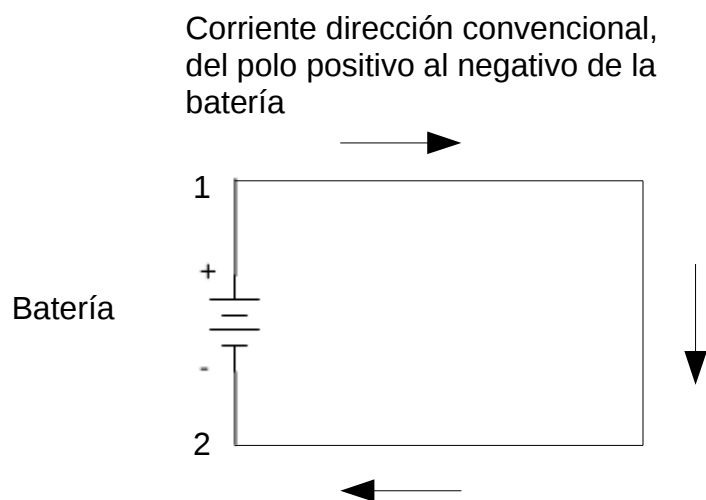 Corriente dirección convencional,
del polo positivo al negativo de la
batería
1
+
Batería
-
2